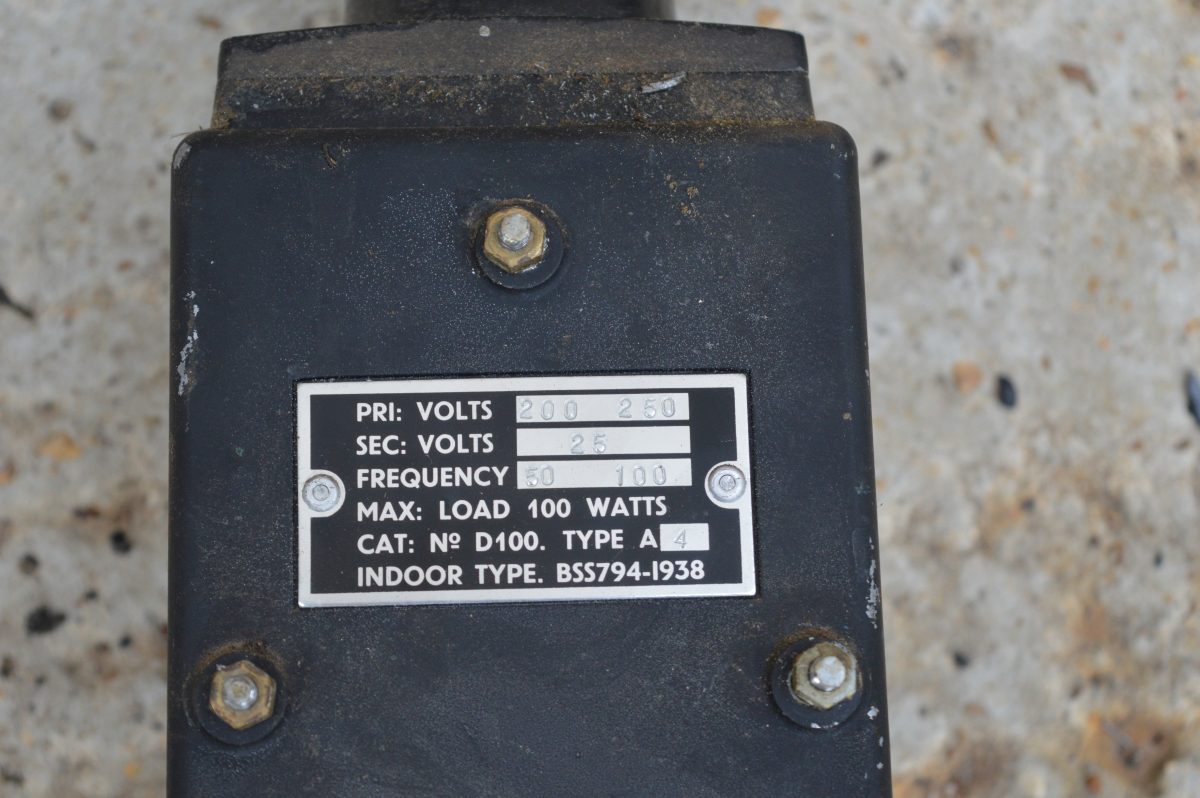 PRI: VOLTS 200 250
SEC: VOLTS 25
FREQUENCY 50 100
MAX: LOAD 100 WATTS
CAT: Nº D100. TYPE A 4
INDOOR TYPE. BSS794-1938